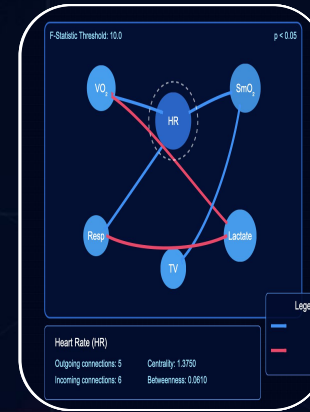 F-Statistic Threshold: 10.0 p < 0.05
VO₂
SmO₂
HR
Resp
Lactate
TV
Lege
Heart Rate (HR)
Outgoing connections: 5 Centrality: 1.3750
Incoming connections: 6 Betweenness: 0.0610